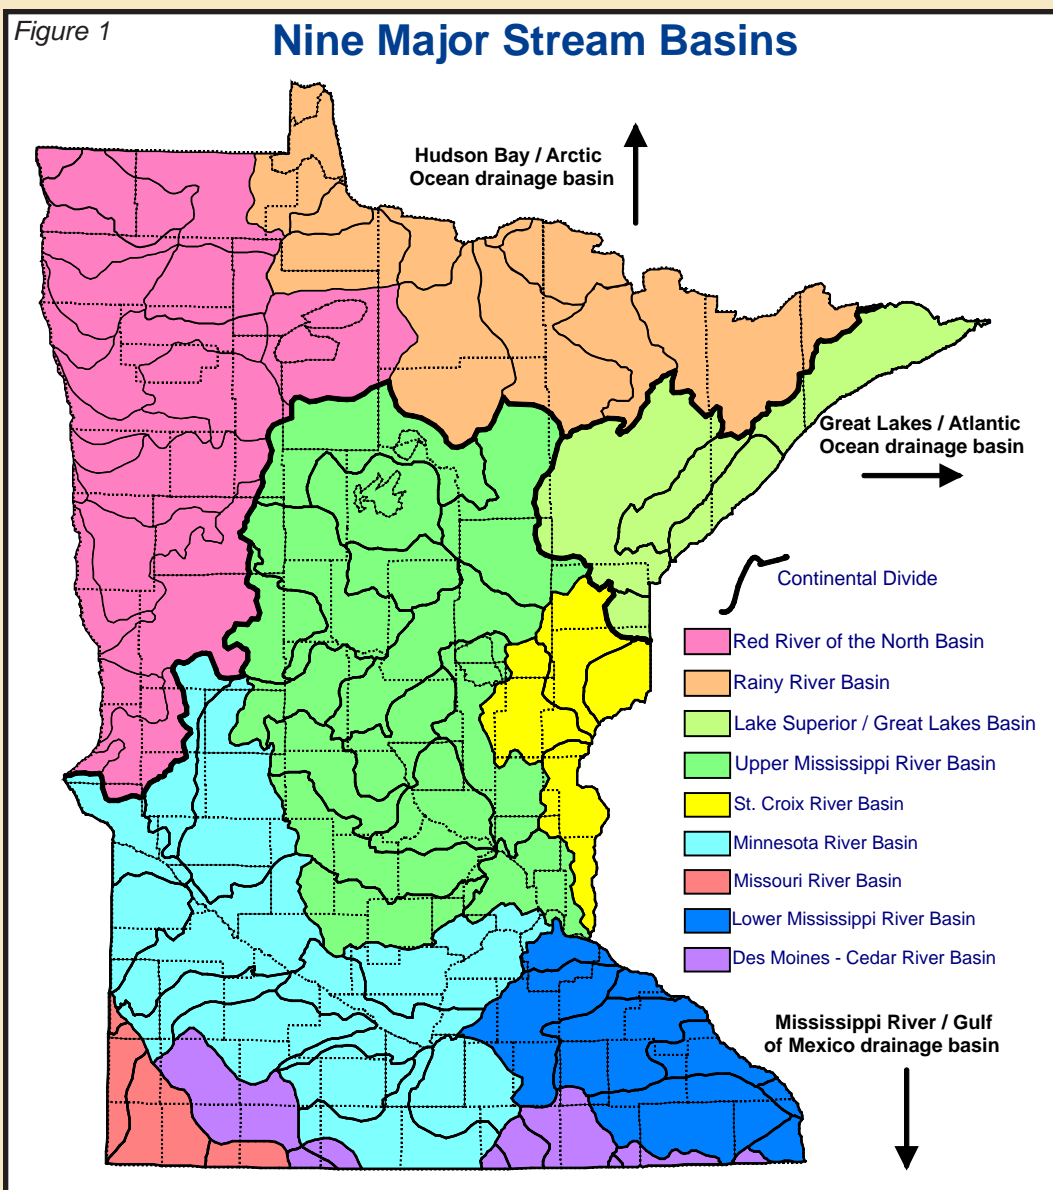 Figure 1
Nine Major Stream Basins
Hudson Bay / Arctic
Ocean drainage basin
Great Lakes / Atlantic
Ocean drainage basin
Continental Divide
Red River of the North Basin
Rainy River Basin
Lake Superior / Great Lakes Basin
Upper Mississippi River Basin
St. Croix River Basin
Minnesota River Basin
Missouri River Basin
Lower Mississippi River Basin
Des Moines - Cedar River Basin
Mississippi River / Gulf
of Mexico drainage basin